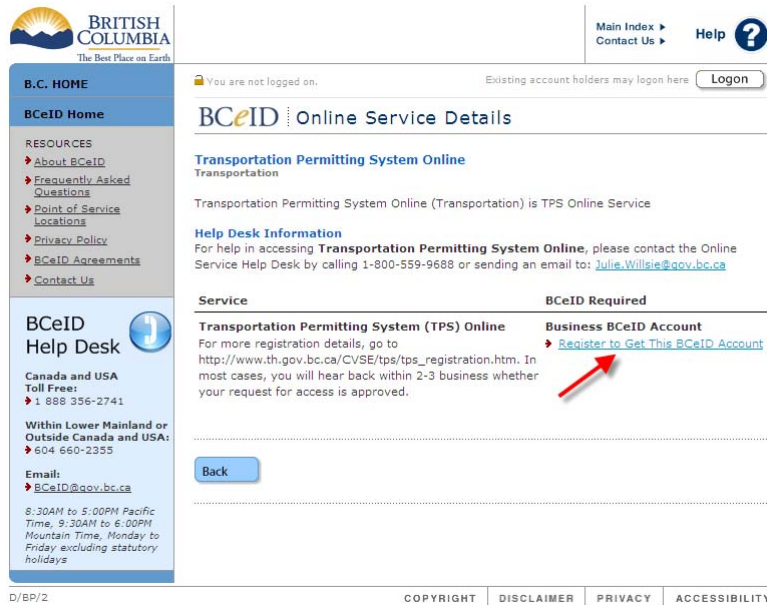 BRITISH
COLUMBIA
The Best Place on Earth
Main Index
Contact Us
Help ?
B.C. HOME
BCeID Home
RESOURCES
About BCeID
Frequently Asked
Questions
Point of Service
Locations
Privacy Policy
BCeID Agreements
Contact Us
BCeID
Help Desk
Canada and USA
Toll Free:
1 888 356-2741
Within Lower Mainland or
Outside Canada and USA:
604 660-2355
Email:
BCeID@gov.bc.ca
8:30AM to 5:00PM Pacific
Time, 9:30AM to 6:00PM
Mountain Time, Monday to
Friday excluding statutory
holidays
You are not logged on.
Existing account holders may logon here Logon
BCeID Online Service Details
Transportation Permitting System Online
Transportation
Transportation Permitting System Online (Transportation) is TPS Online Service
Help Desk Information
For help in accessing Transportation Permitting System Online, please contact the Online
Service Help Desk by calling 1-800-559-9688 or sending an email to: Julie.Willsie@gov.bc.ca
Service
BCeID Required
Transportation Permitting System (TPS) Online
For more registration details, go to
http://www.th.gov.bc.ca/CVSE/tps/tps_registration.htm. In
most cases, you will hear back within 2-3 business whether
your request for access is approved.
Business BCeID Account
Register to Get This BCeID Account
Back
D/BP/2
COPYRIGHT DISCLAIMER PRIVACY ACCESSIBILITY